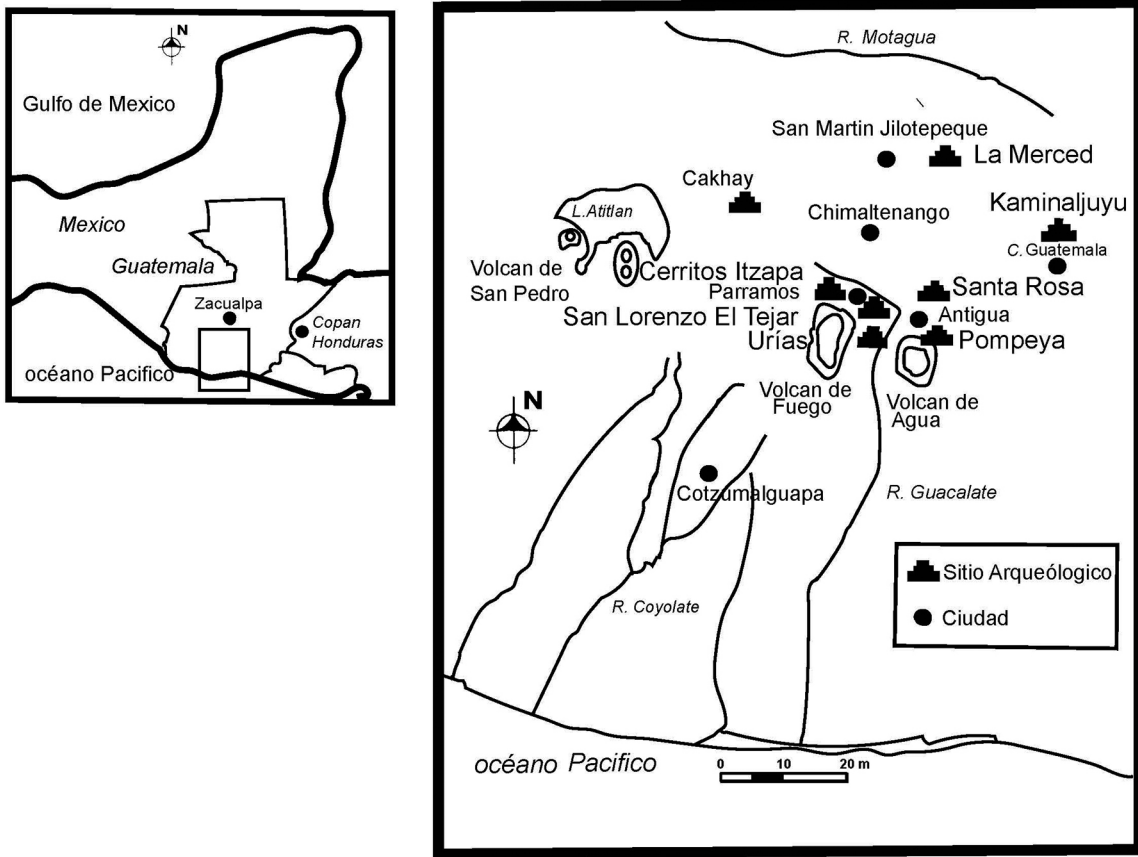 N
Gulfo de Mexico
Mexico
Guatemala
Zacualpa
Copan
Honduras
océano Pacifico
R. Motagua
San Martin Jilotepeque
La Merced
Cakhay
Kaminaljuyu
L.Atitlan
Chimaltenango
C. Guatemala
Volcan de
San Pedro
Cerritos Itzapa
Parramos
Santa Rosa
San Lorenzo El Tejar
Antigua
Urías
Pompeya
Volcan de
Fuego
Volcan de
Agua
N
Cotzumalguapa
R. Guacalate
Sitio Arqueólogico
Ciudad
R. Coyolate
océano Pacifico
0 10 20 m